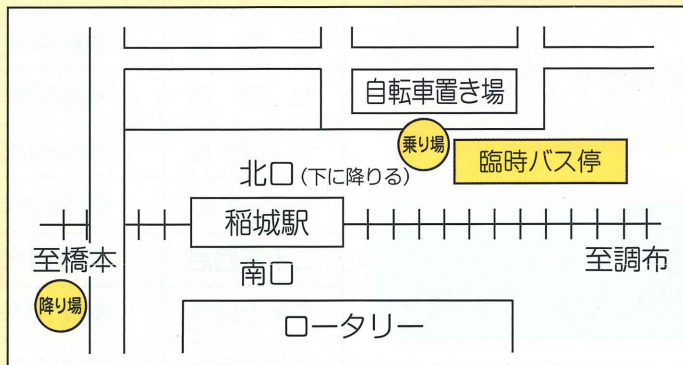 自転車置き場
乗り場
臨時バス停
北口(下に降りる)
稲城駅
至橋本
至調布
南口
降り場
ロータリー